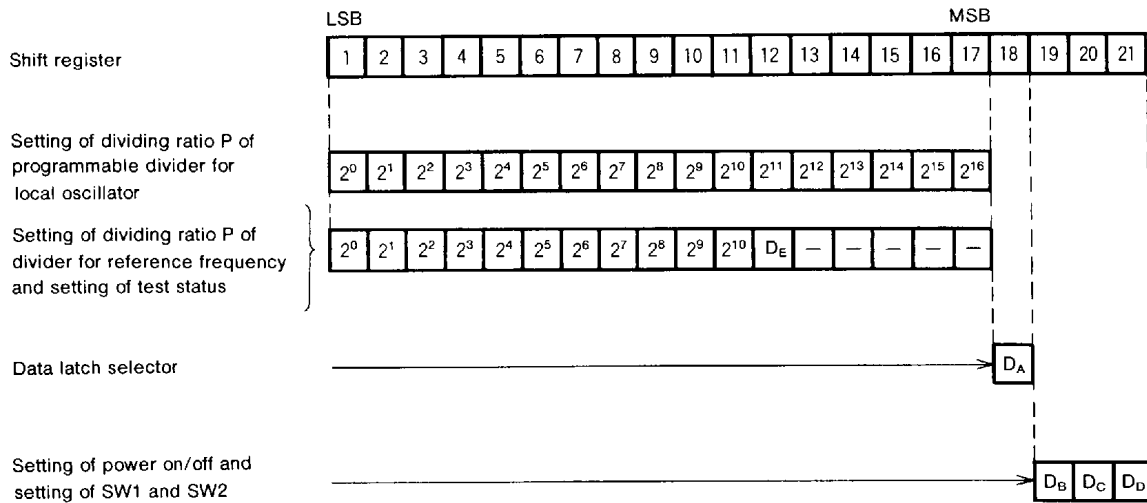 LSB MSB
Shift register 1 2 3 4 5 6 7 8 9 10 11 12 13 14 15 16 17 18 19 20 21
Setting of dividing ratio P of
programmable divider for
local oscillator
2⁰ 2¹ 2² 2³ 2⁴ 2⁵ 2⁶ 2⁷ 2⁸ 2⁹ 2¹⁰ 2¹¹ 2¹² 2¹³ 2¹⁴ 2¹⁵ 2¹⁶
Setting of dividing ratio P of
divider for reference frequency
and setting of test status
2⁰ 2¹ 2² 2³ 2⁴ 2⁵ 2⁶ 2⁷ 2⁸ 2⁹ 2¹⁰ D_E — — — — —
Data latch selector D_A
Setting of power on/off and
setting of SW1 and SW2
D_B D_C D_D